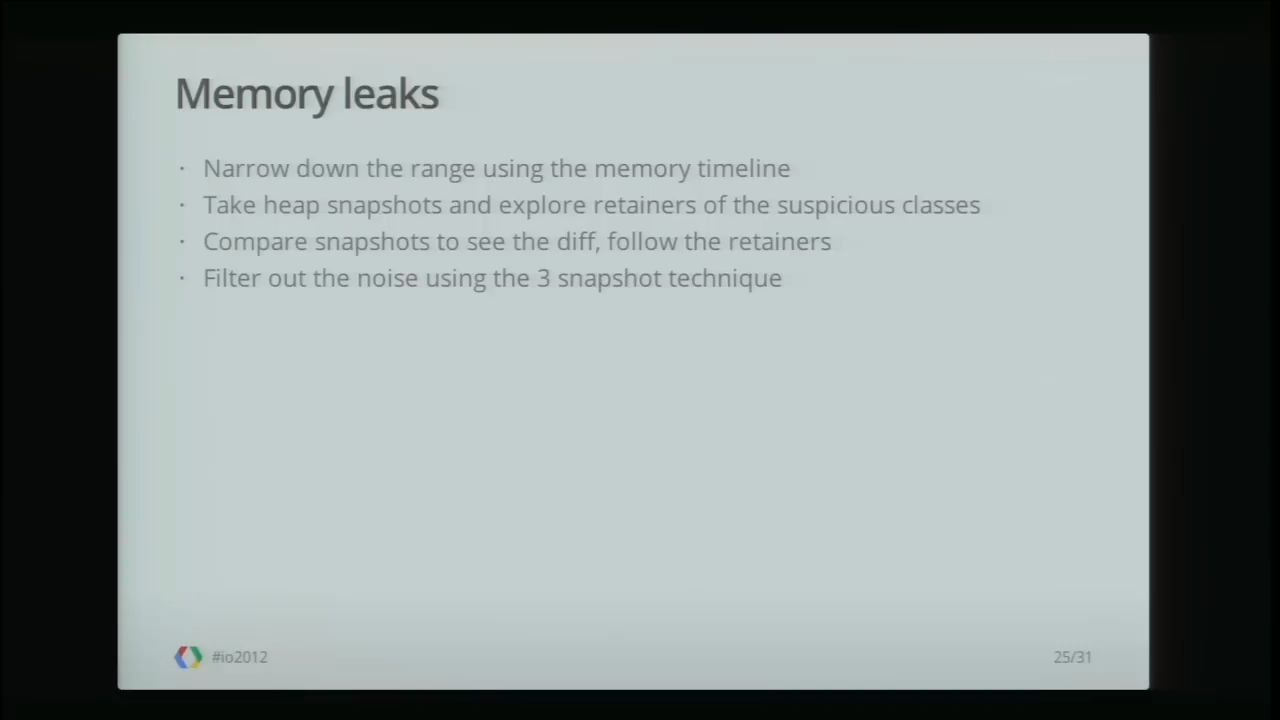 Memory leaks
· Narrow down the range using the memory timeline
· Take heap snapshots and explore retainers of the suspicious classes
· Compare snapshots to see the diff, follow the retainers
· Filter out the noise using the 3 snapshot technique
#io2012
25/31